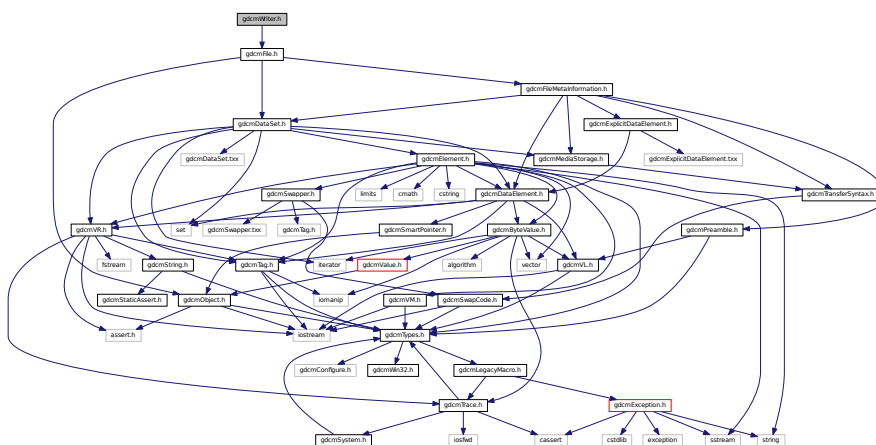 gdcmWriter.h
gdcmFile.h
gdcmFileMetaInformation.h
gdcmDataSet.h
gdcmExplicitDataElement.h
gdcmDataSet.txx
gdcmElement.h
gdcmMediaStorage.h
gdcmExplicitDataElement.txx
gdcmSwapper.h
limits
cmath
cstring
gdcmDataElement.h
gdcmTransferSyntax.h
gdcmVR.h
set
gdcmSwapper.txx
gdcmTag.h
gdcmSmartPointer.h
gdcmByteValue.h
gdcmPreamble.h
fstream
gdcmString.h
gdcmTag.h
iterator
gdcmValue.h
algorithm
vector
gdcmVL.h
gdcmStaticAssert.h
gdcmObject.h
iomanip
gdcmVM.h
gdcmSwapCode.h
assert.h
iostream
gdcmTypes.h
gdcmConfigure.h
gdcmWin32.h
gdcmLegacyMacro.h
gdcmTrace.h
gdcmException.h
gdcmSystem.h
iosfwd
cassert
cstdlib
exception
sstream
string